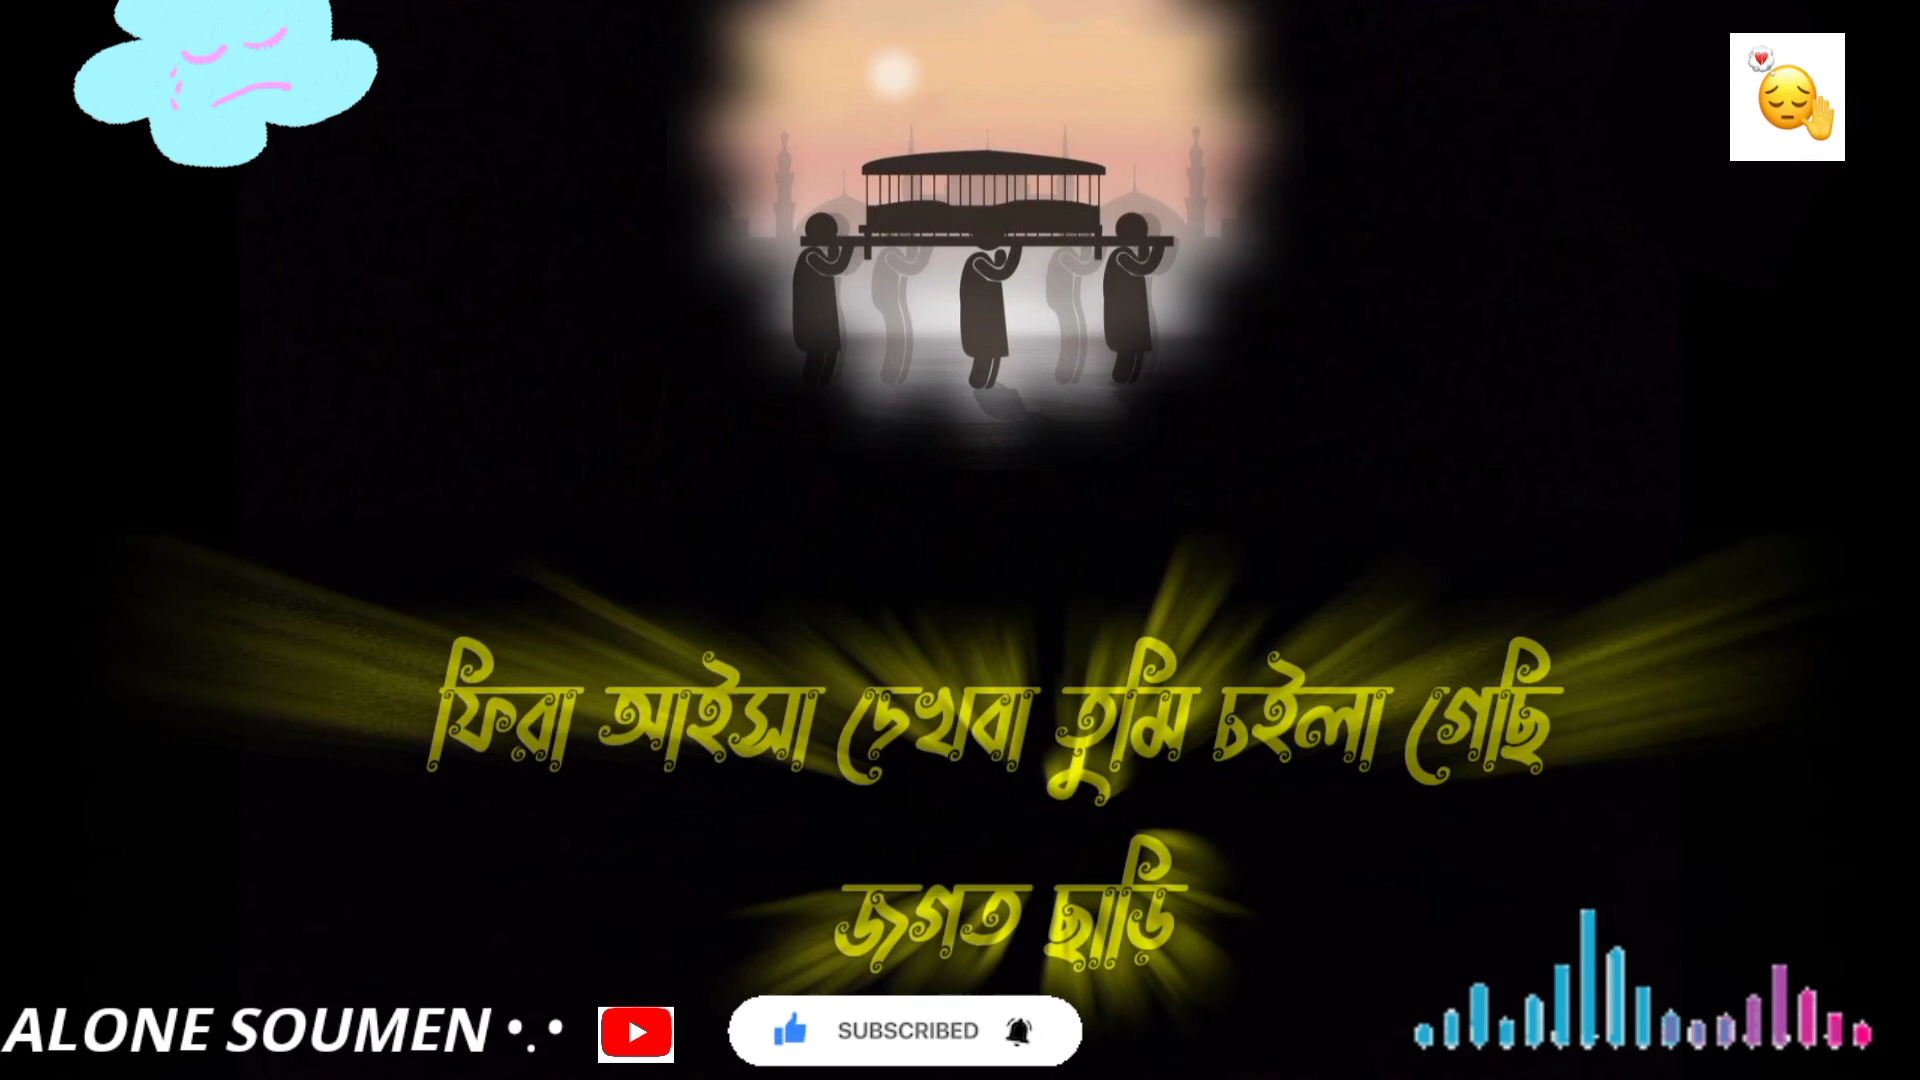 ফিরা আইসা দেখবা তুমি চইলা গেছি
জগত ছাড়ি
ALONE SOUMEN •.•
SUBSCRIBED